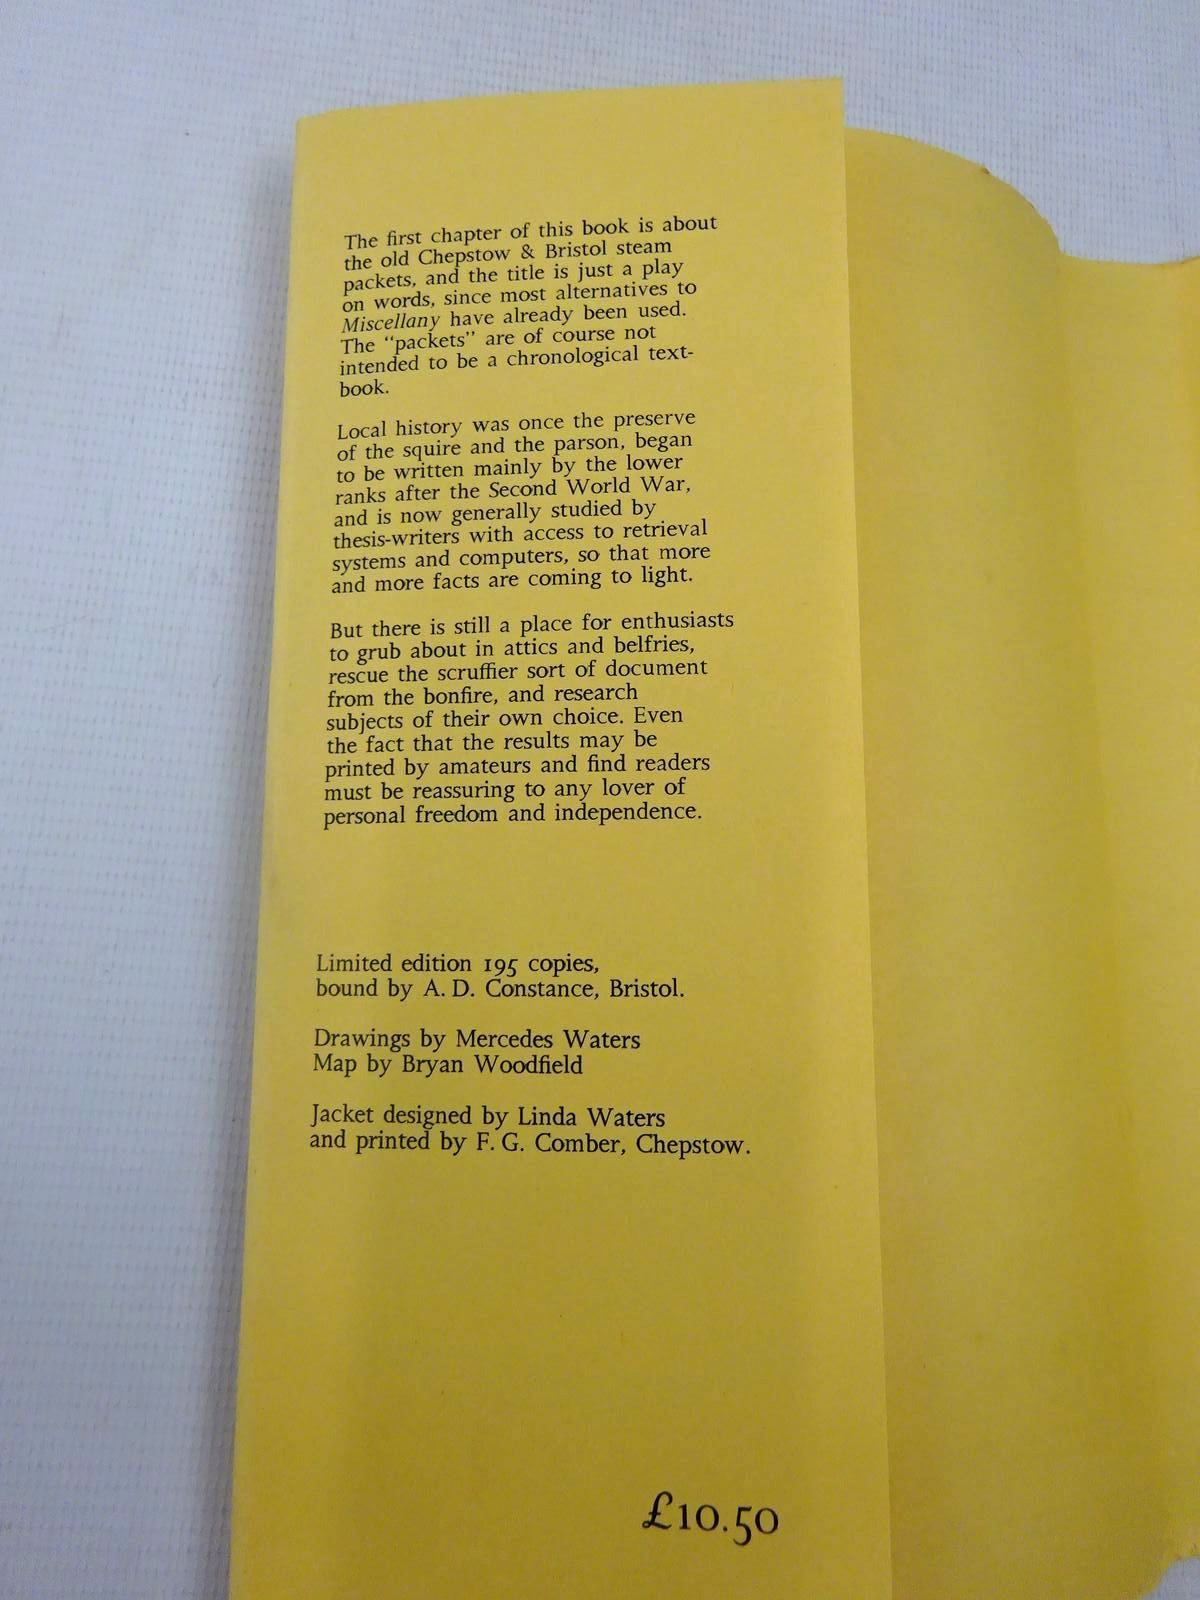 The first chapter of this book is about
the old Chepstow & Bristol steam
packets, and the title is just a play
on words, since most alternatives to
Miscellany have already been used.
The "packets" are of course not
intended to be a chronological text-
book.
Local history was once the preserve
of the squire and the parson, began
to be written mainly by the lower
ranks after the Second World War,
and is now generally studied by
thesis-writers with access to retrieval
systems and computers, so that more
and more facts are coming to light.
But there is still a place for enthusiasts
to grub about in attics and belfries,
rescue the scruffier sort of document
from the bonfire, and research
subjects of their own choice. Even
the fact that the results may be
printed by amateurs and find readers
must be reassuring to any lover of
personal freedom and independence.
Limited edition 195 copies,
bound by A. D. Constance, Bristol.
Drawings by Mercedes Waters
Map by Bryan Woodfield
Jacket designed by Linda Waters
and printed by F. G. Comber, Chepstow.
£10.50